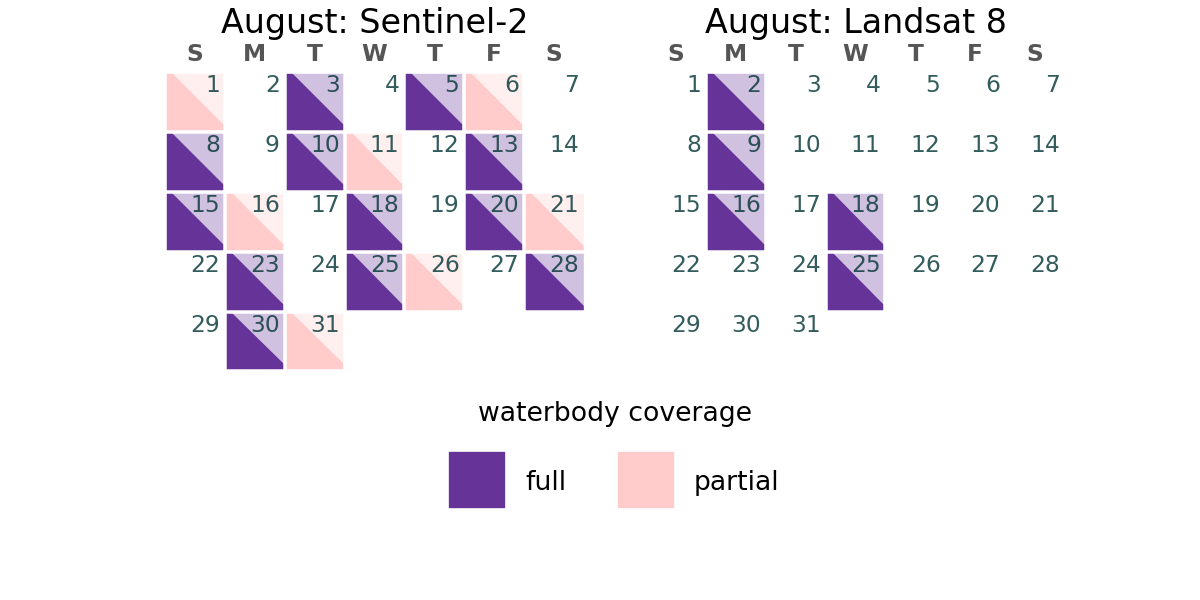 August: Sentinel-2
S M T W T F S
1 2 3 4 5 6 7
8 9 10 11 12 13 14
15 16 17 18 19 20 21
22 23 24 25 26 27 28
29 30 31
August: Landsat 8
S M T W T F S
1 2 3 4 5 6 7
8 9 10 11 12 13 14
15 16 17 18 19 20 21
22 23 24 25 26 27 28
29 30 31
waterbody coverage
full
partial